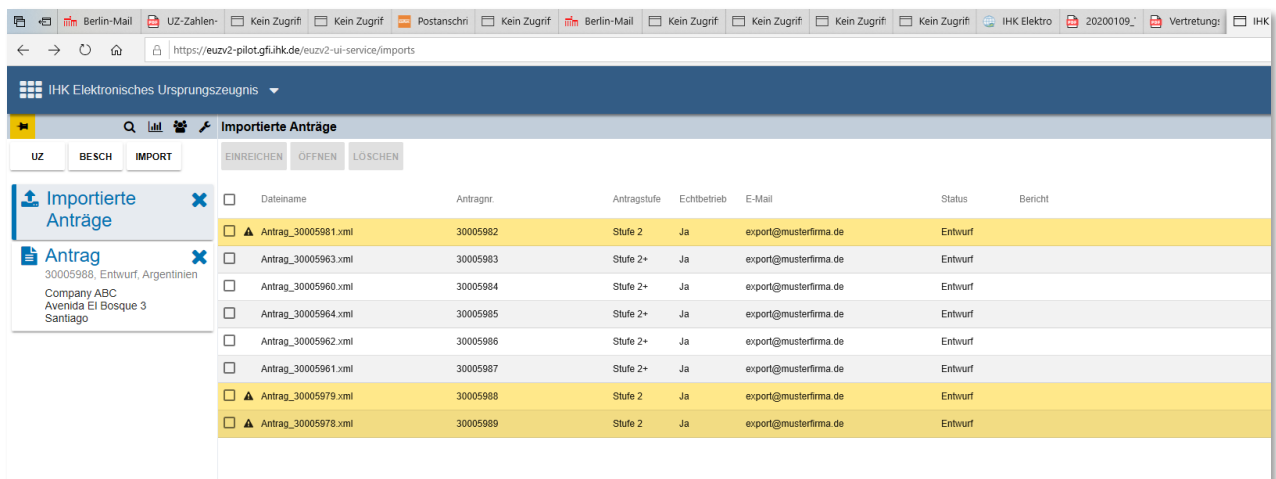 Berlin-Mail UZ-Zahlen- Kein Zugriff Kein Zugrif Postanschri Kein Zugrif Berlin-Mail Kein Zugrif Kein Zugrif Kein Zugrif Kein Zugrif IHK Elektro 20200109_ Vertretung: IHK
https://euzv2-pilot.gfi.ihk.de/euzv2-ui-service/imports
IHK Elektronisches Ursprungszeugnis
Importierte Anträge
UZ BESCH IMPORT EINREICHEN ÖFFNEN LÖSCHEN
Importierte
Anträge
Antrag
30005988, Entwurf, Argentinien
Company ABC
Avenida El Bosque 3
Santiago
Dateiname Antragnr. Antragstufe Echtbetrieb E-Mail Status Bericht
Antrag_30005981.xml 30005982 Stufe 2 Ja export@musterfirma.de Entwurf
Antrag_30005963.xml 30005983 Stufe 2+ Ja export@musterfirma.de Entwurf
Antrag_30005960.xml 30005984 Stufe 2+ Ja export@musterfirma.de Entwurf
Antrag_30005964.xml 30005985 Stufe 2+ Ja export@musterfirma.de Entwurf
Antrag_30005962.xml 30005986 Stufe 2+ Ja export@musterfirma.de Entwurf
Antrag_30005961.xml 30005987 Stufe 2+ Ja export@musterfirma.de Entwurf
Antrag_30005979.xml 30005988 Stufe 2 Ja export@musterfirma.de Entwurf
Antrag_30005978.xml 30005989 Stufe 2 Ja export@musterfirma.de Entwurf